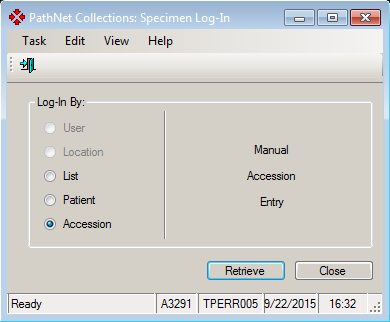 PathNet Collections: Specimen Log-In
Task Edit View Help
Log-In By:
User
Location
List
Patient
Accession
Manual
Accession
Entry
Retrieve Close
Ready A3291 TPERR005 9/22/2015 16:32